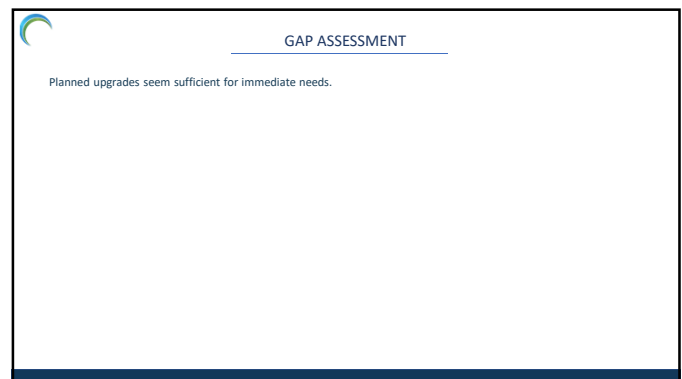 GAP ASSESSMENT
Planned upgrades seem sufficient for immediate needs.